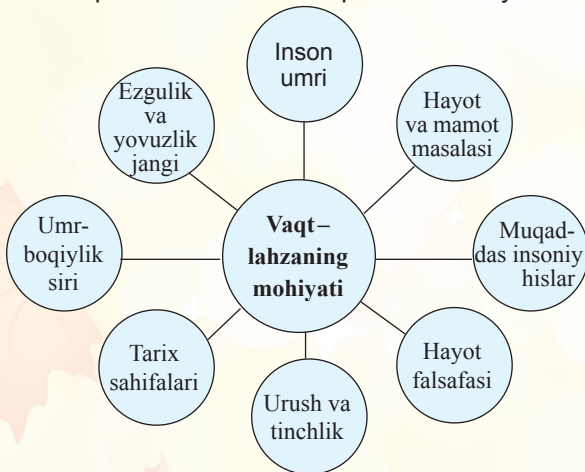 Inson
umri
Ezgulik
va
yovuzlik
jangi
Hayot
va mamot
masalasi
Umr-
boqiylik
siri
Vaqt –
lahzaning
mohiyati
Muqad-
das insoniy
hislar
Tarix
sahifalari
Urush va
tinchlik
Hayot
falsafasi